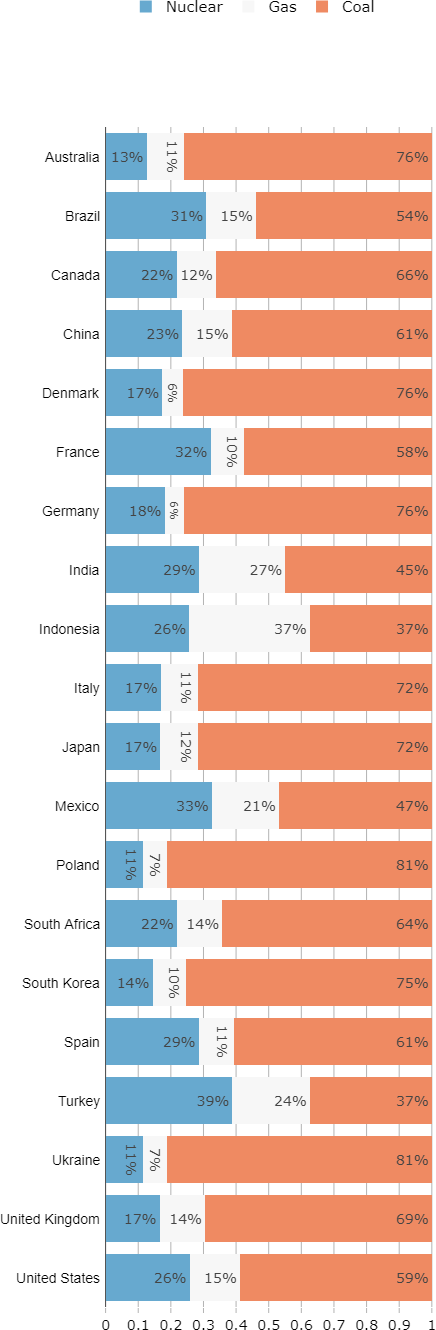 Nuclear Gas Coal
Australia 13% 11% 76%
Brazil 31% 15% 54%
Canada 22% 12% 66%
China 23% 15% 61%
Denmark 17% 6% 76%
France 32% 10% 58%
Germany 18% 6% 76%
India 29% 27% 45%
Indonesia 26% 37% 37%
Italy 17% 11% 72%
Japan 17% 12% 72%
Mexico 33% 21% 47%
Poland 11% 7% 81%
South Africa 22% 14% 64%
South Korea 14% 10% 75%
Spain 29% 11% 61%
Turkey 39% 24% 37%
Ukraine 11% 7% 81%
United Kingdom 17% 14% 69%
United States 26% 15% 59%
0 0.1 0.2 0.3 0.4 0.5 0.6 0.7 0.8 0.9 1